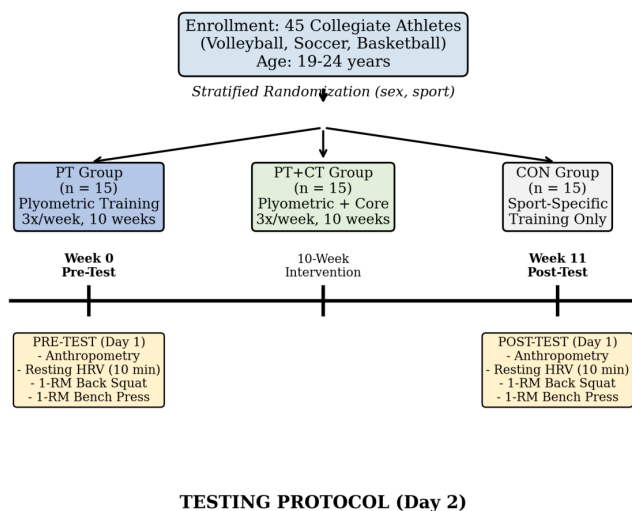 Enrollment: 45 Collegiate Athletes
(Volleyball, Soccer, Basketball)
Age: 19-24 years
Stratified Randomization (sex, sport)
PT Group
(n = 15)
Plyometric Training
3x/week, 10 weeks
PT+CT Group
(n = 15)
Plyometric + Core
3x/week, 10 weeks
CON Group
(n = 15)
Sport-Specific
Training Only
Week 0
Pre-Test
10-Week
Intervention
Week 11
Post-Test
PRE-TEST (Day 1)
- Anthropometry
- Resting HRV (10 min)
- 1-RM Back Squat
- 1-RM Bench Press
POST-TEST (Day 1)
- Anthropometry
- Resting HRV (10 min)
- 1-RM Back Squat
- 1-RM Bench Press
TESTING PROTOCOL (Day 2)